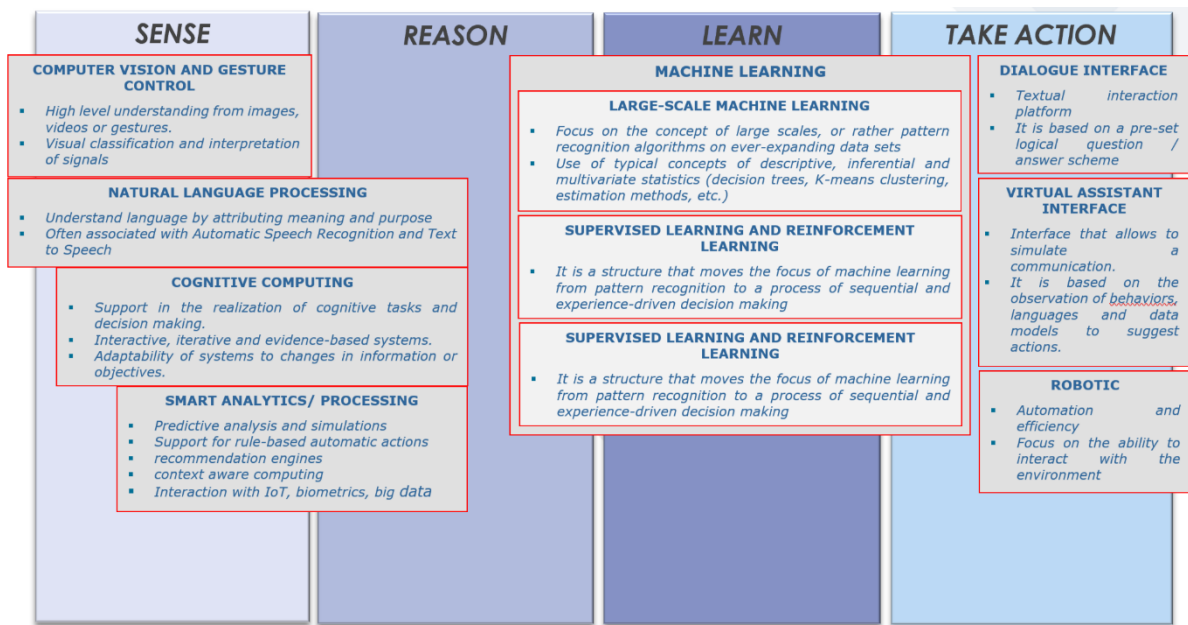 SENSE
REASON
LEARN
TAKE ACTION
COMPUTER VISION AND GESTURE
CONTROL
▪ High level understanding from images,
videos or gestures.
▪ Visual classification and interpretation
of signals
NATURAL LANGUAGE PROCESSING
▪ Understand language by attributing meaning and purpose
▪ Often associated with Automatic Speech Recognition and Text
to Speech
COGNITIVE COMPUTING
▪ Support in the realization of cognitive tasks and
decision making.
▪ Interactive, iterative and evidence-based systems.
▪ Adaptability of systems to changes in information or
objectives.
SMART ANALYTICS/ PROCESSING
▪ Predictive analysis and simulations
▪ Support for rule-based automatic actions
▪ recommendation engines
▪ context aware computing
▪ Interaction with IoT, biometrics, big data
MACHINE LEARNING
LARGE-SCALE MACHINE LEARNING
▪ Focus on the concept of large scales, or rather pattern
recognition algorithms on ever-expanding data sets
▪ Use of typical concepts of descriptive, inferential and
multivariate statistics (decision trees, K-means clustering,
estimation methods, etc.)
SUPERVISED LEARNING AND REINFORCEMENT
LEARNING
▪ It is a structure that moves the focus of machine learning
from pattern recognition to a process of sequential and
experience-driven decision making
SUPERVISED LEARNING AND REINFORCEMENT
LEARNING
▪ It is a structure that moves the focus of machine learning
from pattern recognition to a process of sequential and
experience-driven decision making
DIALOGUE INTERFACE
▪ Textual interaction
platform
▪ It is based on a pre-set
logical question /
answer scheme
VIRTUAL ASSISTANT
INTERFACE
▪ Interface that allows to
simulate a
communication.
▪ It is based on the
observation of behaviors,
languages and data
models to suggest
actions.
ROBOTIC
▪ Automation and
efficiency
▪ Focus on the ability to
interact with the
environment